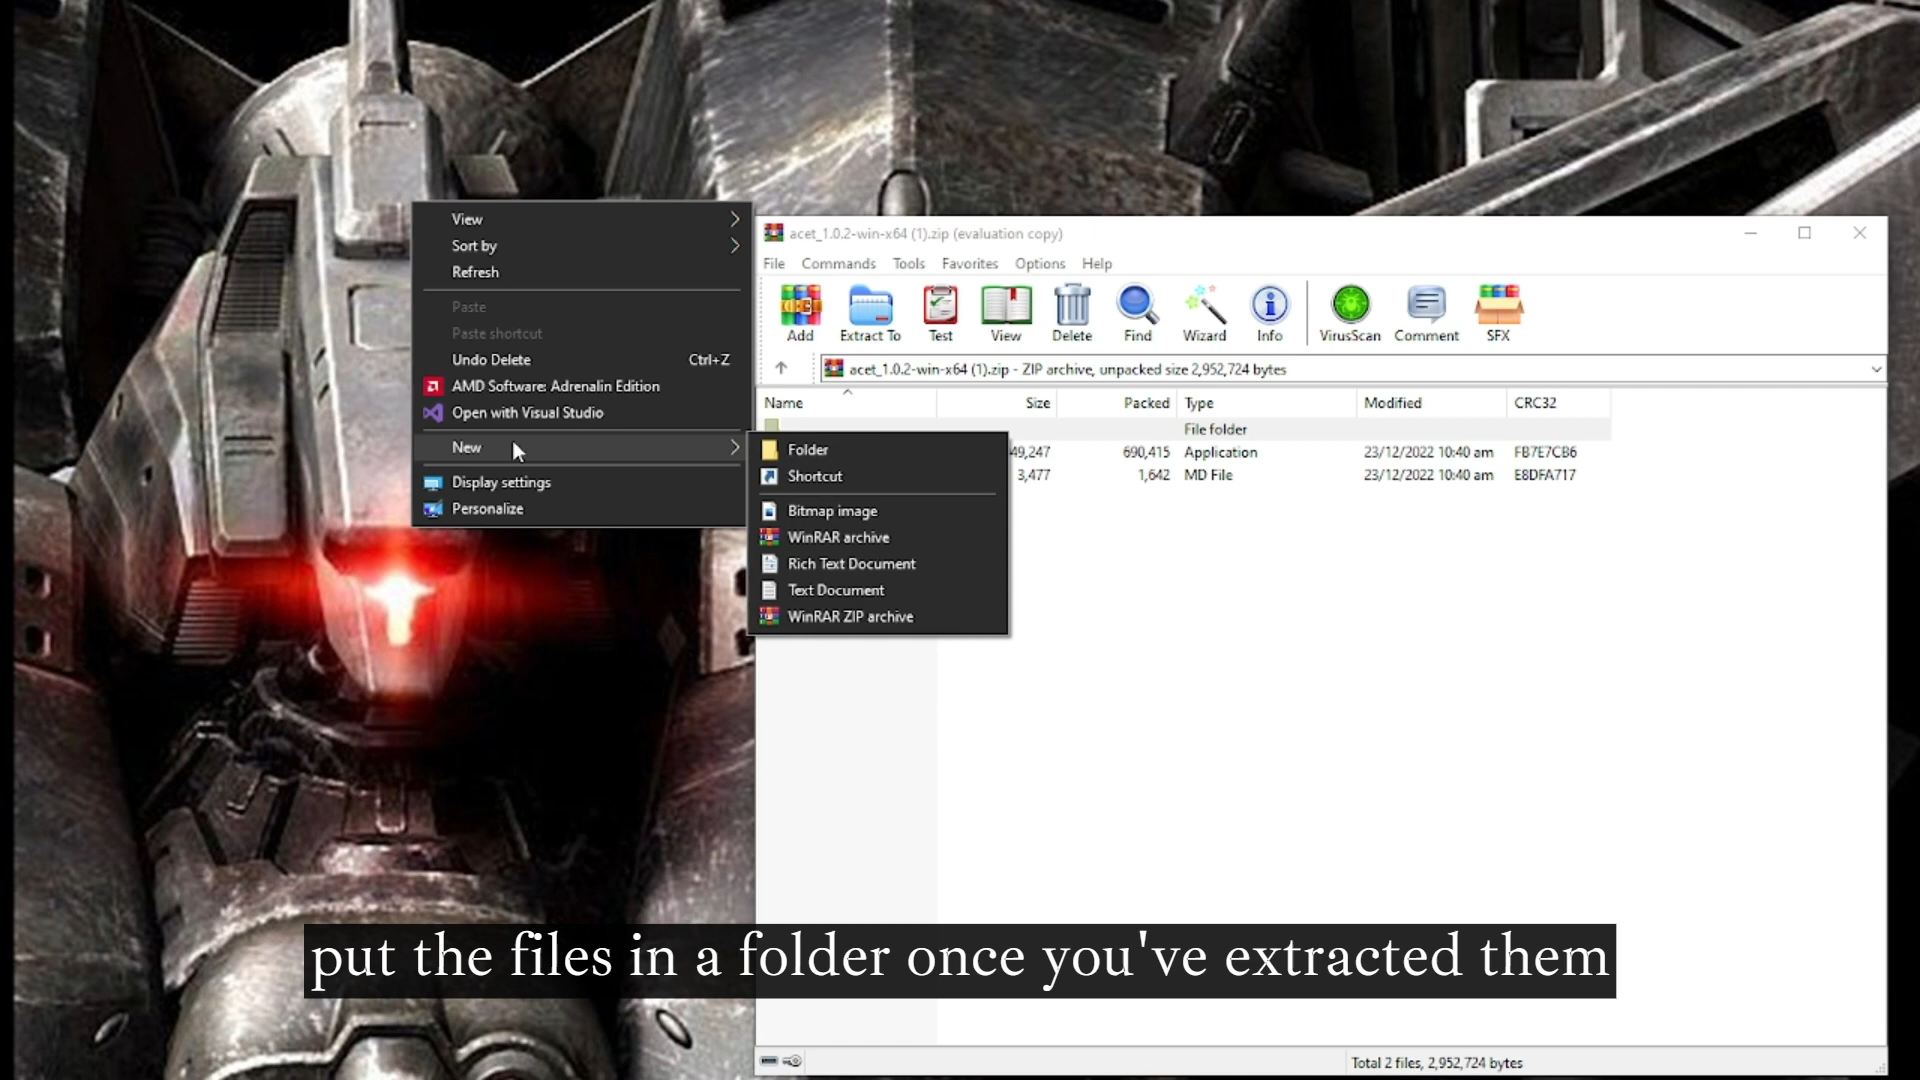 View
Sort by
Refresh
Paste
Paste shortcut
Undo Delete Ctrl+Z
AMD Software: Adrenalin Edition
Open with Visual Studio
New
Display settings
Personalize
Folder
Shortcut
Bitmap image
WinRAR archive
Rich Text Document
Text Document
WinRAR ZIP archive
acet_1.0.2-win-x64 (1).zip (evaluation copy)
File Commands Tools Favorites Options Help
Add Extract To Test View Delete Find Wizard Info VirusScan Comment SFX
acet_1.0.2-win-x64 (1).zip - ZIP archive, unpacked size 2,952,724 bytes
Name Size Packed Type Modified CRC32
File folder
49,247 690,415 Application 23/12/2022 10:40 am FB7E7CB6
3,477 1,642 MD File 23/12/2022 10:40 am E8DFA717
put the files in a folder once you've extracted them
Total 2 files, 2,952,724 bytes